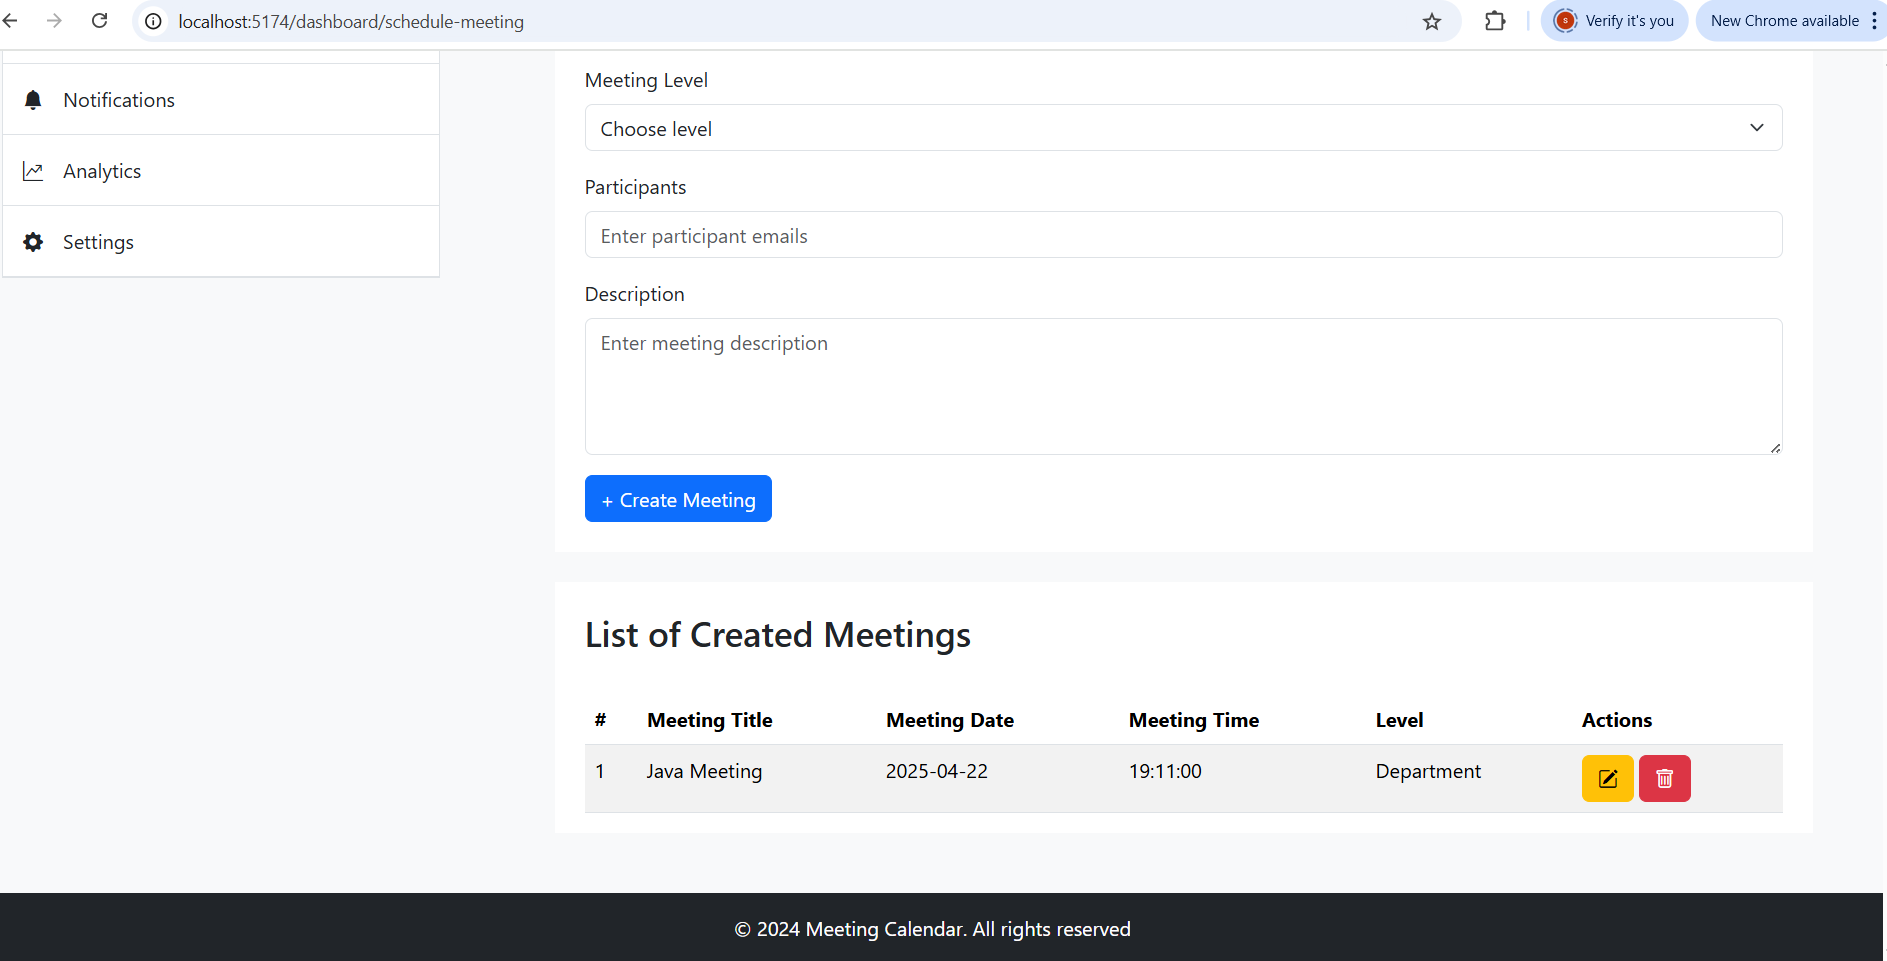 localhost:5174/dashboard/schedule-meeting
S Verify it's you
New Chrome available
Notifications
Analytics
Settings
Meeting Level
Choose level
Participants
Enter participant emails
Description
Enter meeting description
+ Create Meeting
List of Created Meetings
# Meeting Title Meeting Date Meeting Time Level Actions
1 Java Meeting 2025-04-22 19:11:00 Department
© 2024 Meeting Calendar. All rights reserved